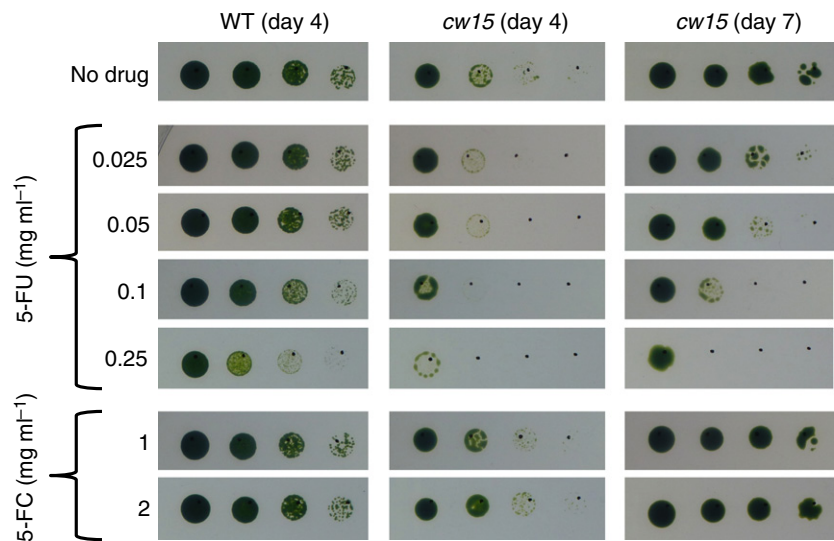 WT (day 4) cw15 (day 4) cw15 (day 7)
No drug
5-FU (mg ml⁻¹)
0.025
0.05
0.1
0.25
5-FC (mg ml⁻¹)
1
2